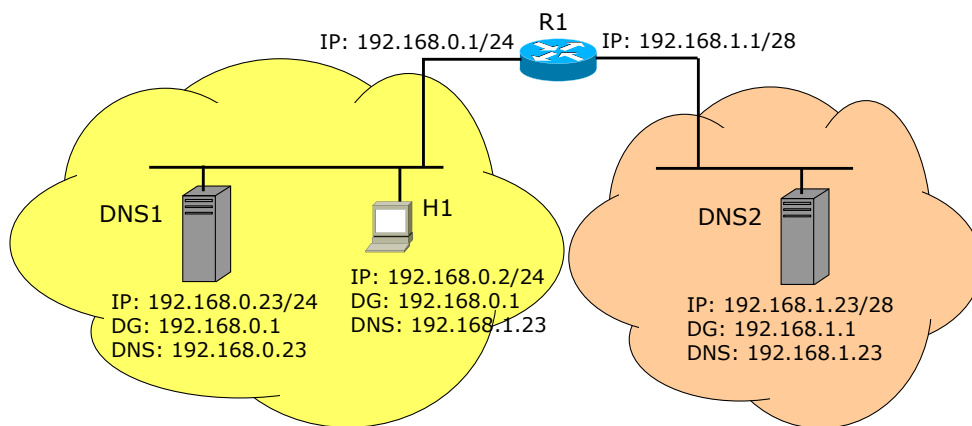 R1
IP: 192.168.0.1/24
IP: 192.168.1.1/28
DNS1
H1
DNS2
IP: 192.168.0.23/24
DG: 192.168.0.1
DNS: 192.168.0.23
IP: 192.168.0.2/24
DG: 192.168.0.1
DNS: 192.168.1.23
IP: 192.168.1.23/28
DG: 192.168.1.1
DNS: 192.168.1.23